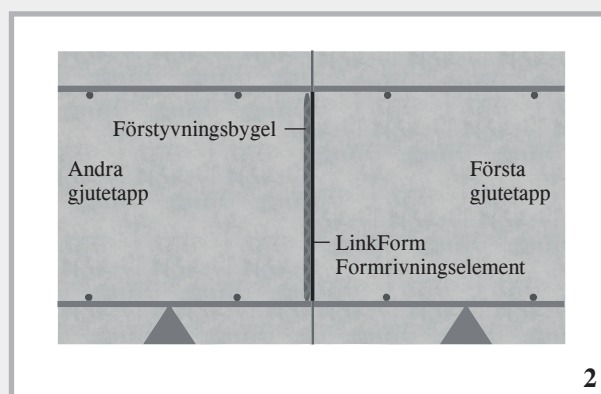 Förstyvningsbygel
Andra
gjutetapp
Första
gjutetapp
LinkForm
Formrivningselement
2